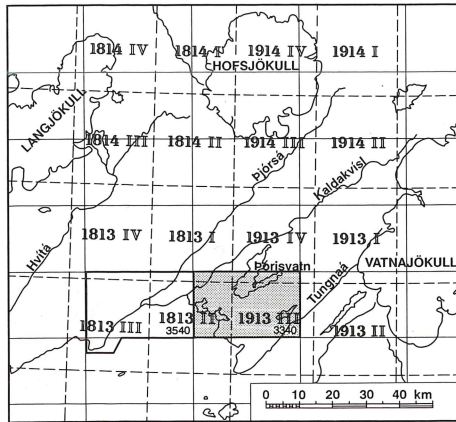 1814 IV 1814 I 1914 IV 1914 I
HOFSJÖKULL
LANGJÖKULL
1814 III 1814 II 1914 III 1914 II
Þjórsá
Kaldakvísl
Hvítá
1813 IV 1813 I 1913 IV 1913 I
Þórisvatn
VATNAJÖKULL
Tungnaá
1813 III 1813 II 1913 III 1913 II
3540 3340
0 10 20 30 40 km